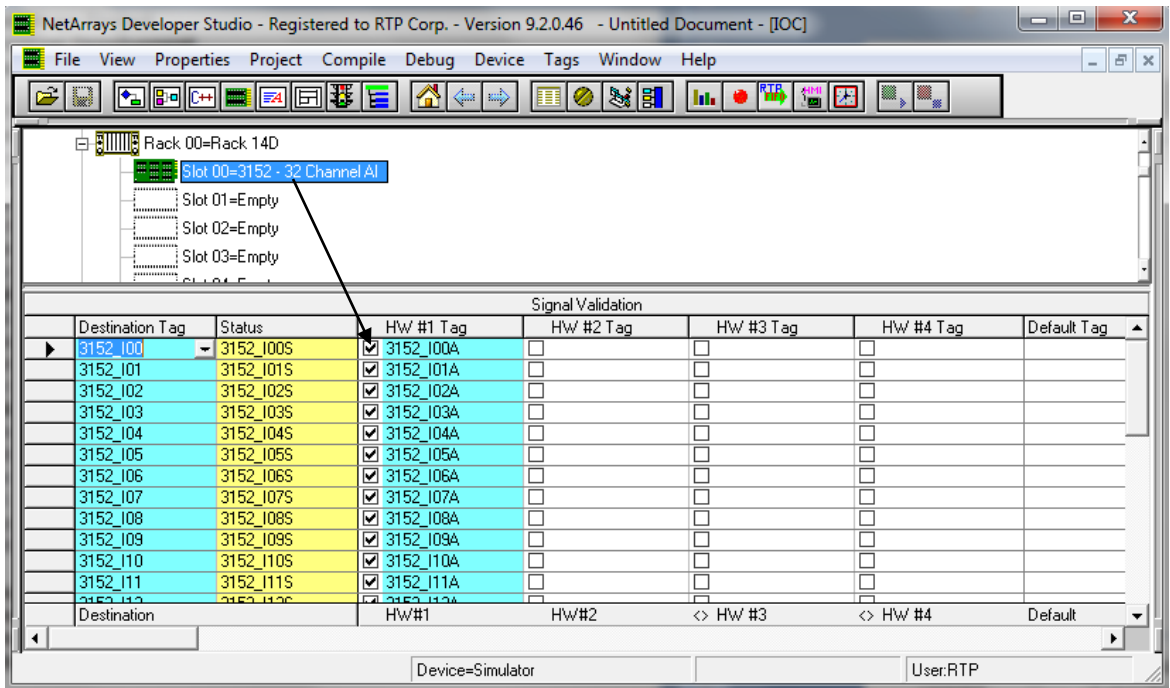 NetArrays Developer Studio - Registered to RTP Corp. - Version 9.2.0.46 - Untitled Document - [IOC]
File View Properties Project Compile Debug Device Tags Window Help
C++
RTP HMI
Rack 00=Rack 14D
Slot 00=3152 - 32 Channel AI
Slot 01=Empty
Slot 02=Empty
Slot 03=Empty
Signal Validation
Destination Tag Status HW #1 Tag HW #2 Tag HW #3 Tag HW #4 Tag Default Tag
3152_I00 3152_I00S 3152_I00A
3152_I01 3152_I01S 3152_I01A
3152_I02 3152_I02S 3152_I02A
3152_I03 3152_I03S 3152_I03A
3152_I04 3152_I04S 3152_I04A
3152_I05 3152_I05S 3152_I05A
3152_I06 3152_I06S 3152_I06A
3152_I07 3152_I07S 3152_I07A
3152_I08 3152_I08S 3152_I08A
3152_I09 3152_I09S 3152_I09A
3152_I10 3152_I10S 3152_I10A
3152_I11 3152_I11S 3152_I11A
Destination HW#1 HW#2 <> HW #3 <> HW #4 Default
Device=Simulator User:RTP